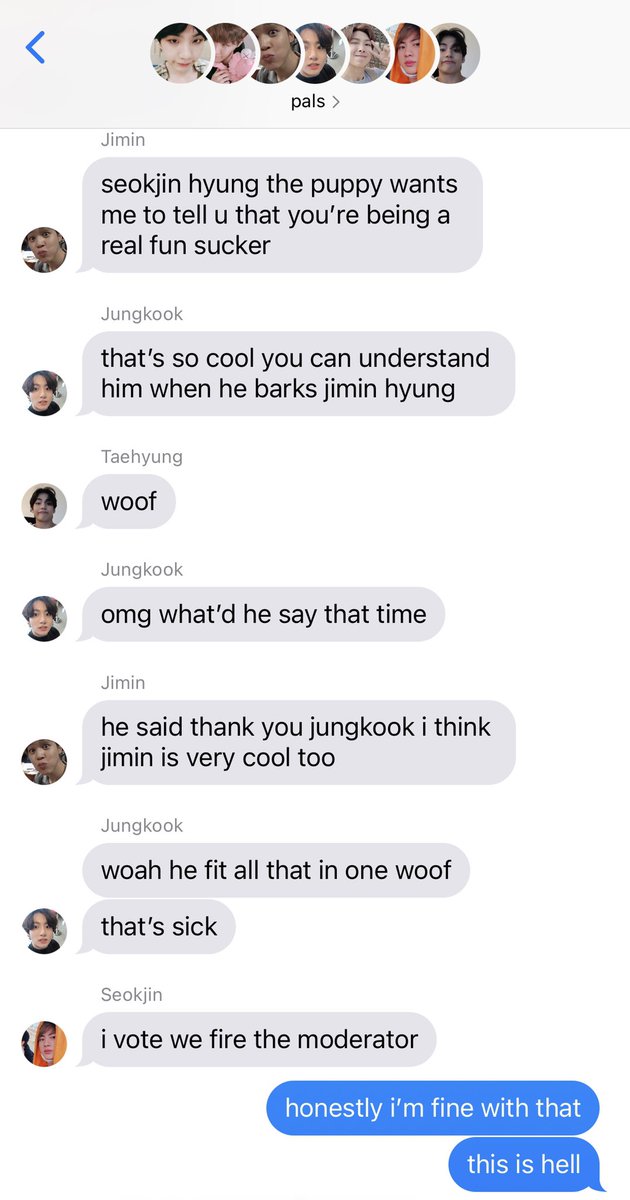 pals
Jimin
seokjin hyung the puppy wants
me to tell u that you’re being a
real fun sucker
Jungkook
that’s so cool you can understand
him when he barks jimin hyung
Taehyung
woof
Jungkook
omg what’d he say that time
Jimin
he said thank you jungkook i think
jimin is very cool too
Jungkook
woah he fit all that in one woof
that’s sick
Seokjin
i vote we fire the moderator
honestly i’m fine with that
this is hell